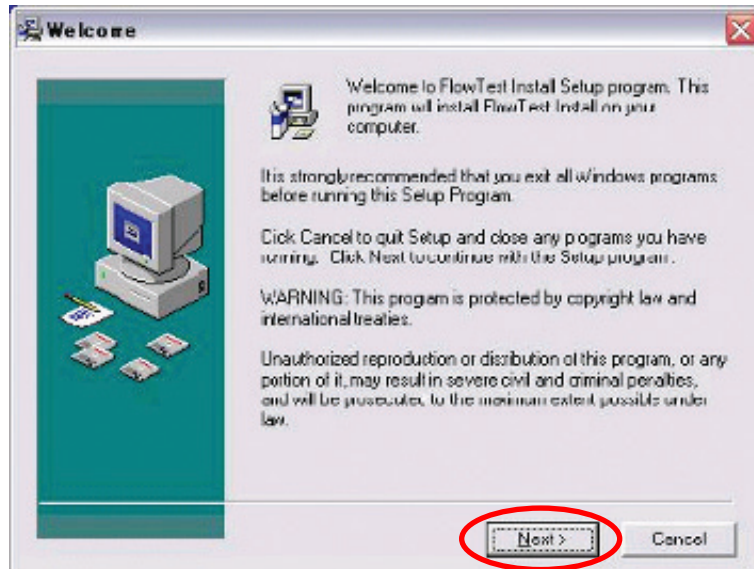 Welcome
Welcome to FlowTest Install Setup program. This
program will install FlowTest Install on your
computer.
It is strongly recommended that you exit all Windows programs
before running this Setup Program.
Click Cancel to quit Setup and close any programs you have
running. Click Next to continue with the Setup program.
WARNING: This program is protected by copyright law and
international treaties.
Unauthorized reproduction or distribution of this program, or any
portion of it, may result in severe civil and criminal penalties,
and will be prosecuted to the maximum extent possible under
law.
Next >
Cancel